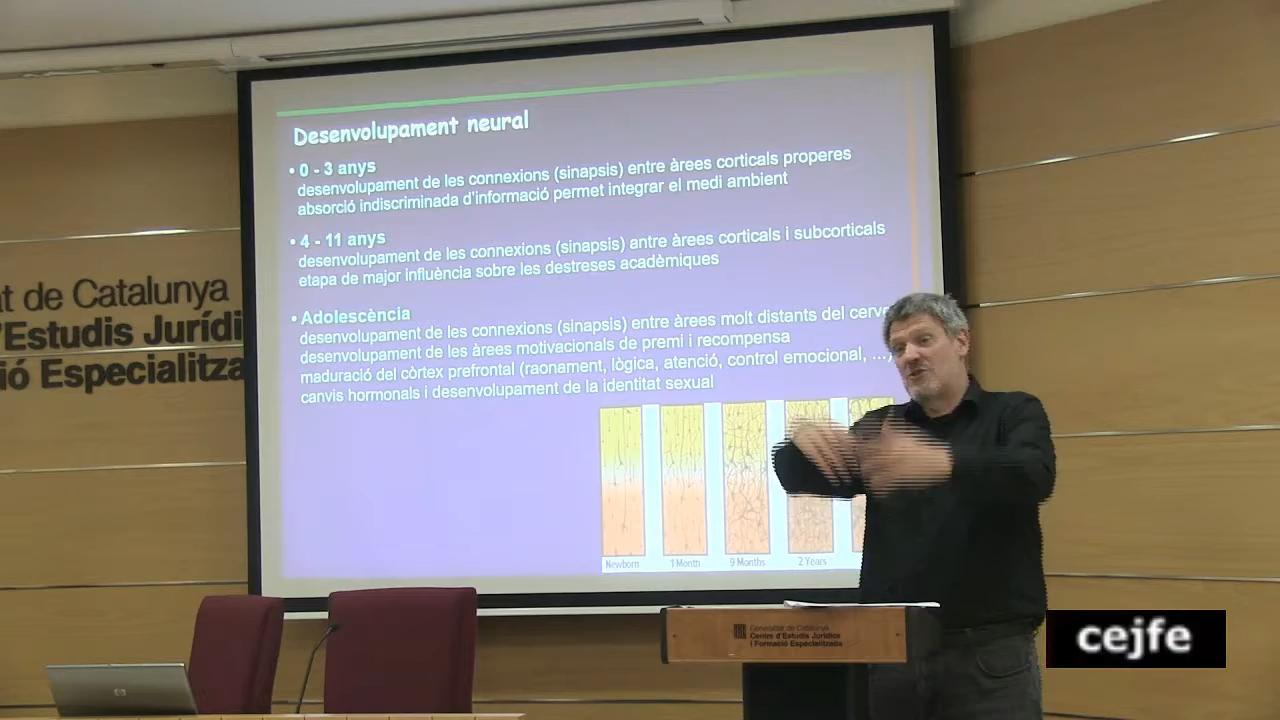 Desenvolupament neural
• 0 - 3 anys
desenvolupament de les connexions (sinapsis) entre àrees corticals properes
absorció indiscriminada d'informació permet integrar el medi ambient
• 4 - 11 anys
desenvolupament de les connexions (sinapsis) antre àrees corticals i subcorticals
etapa de major influència sobre les destreses acadèmiques
• Adolescència
desenvolupament de les connexions (sinapsis) entre àrees molt distants del
desenvolupament de les àrees motivacionals de premi i recompensa
maduració del còrtex prefrontal (raonament, lògica, atenció, control emocional, ...)
canvis hormonals i desenvolupament de la identitat sexual
Newborn 1 Month 9 Months 2 Years
de Catalunya
d'Estudis
Especialitza
Generalitat de Catalunya
Centre d'Estudis Jurídics
i Formació Especialitzada
hp
cejfe